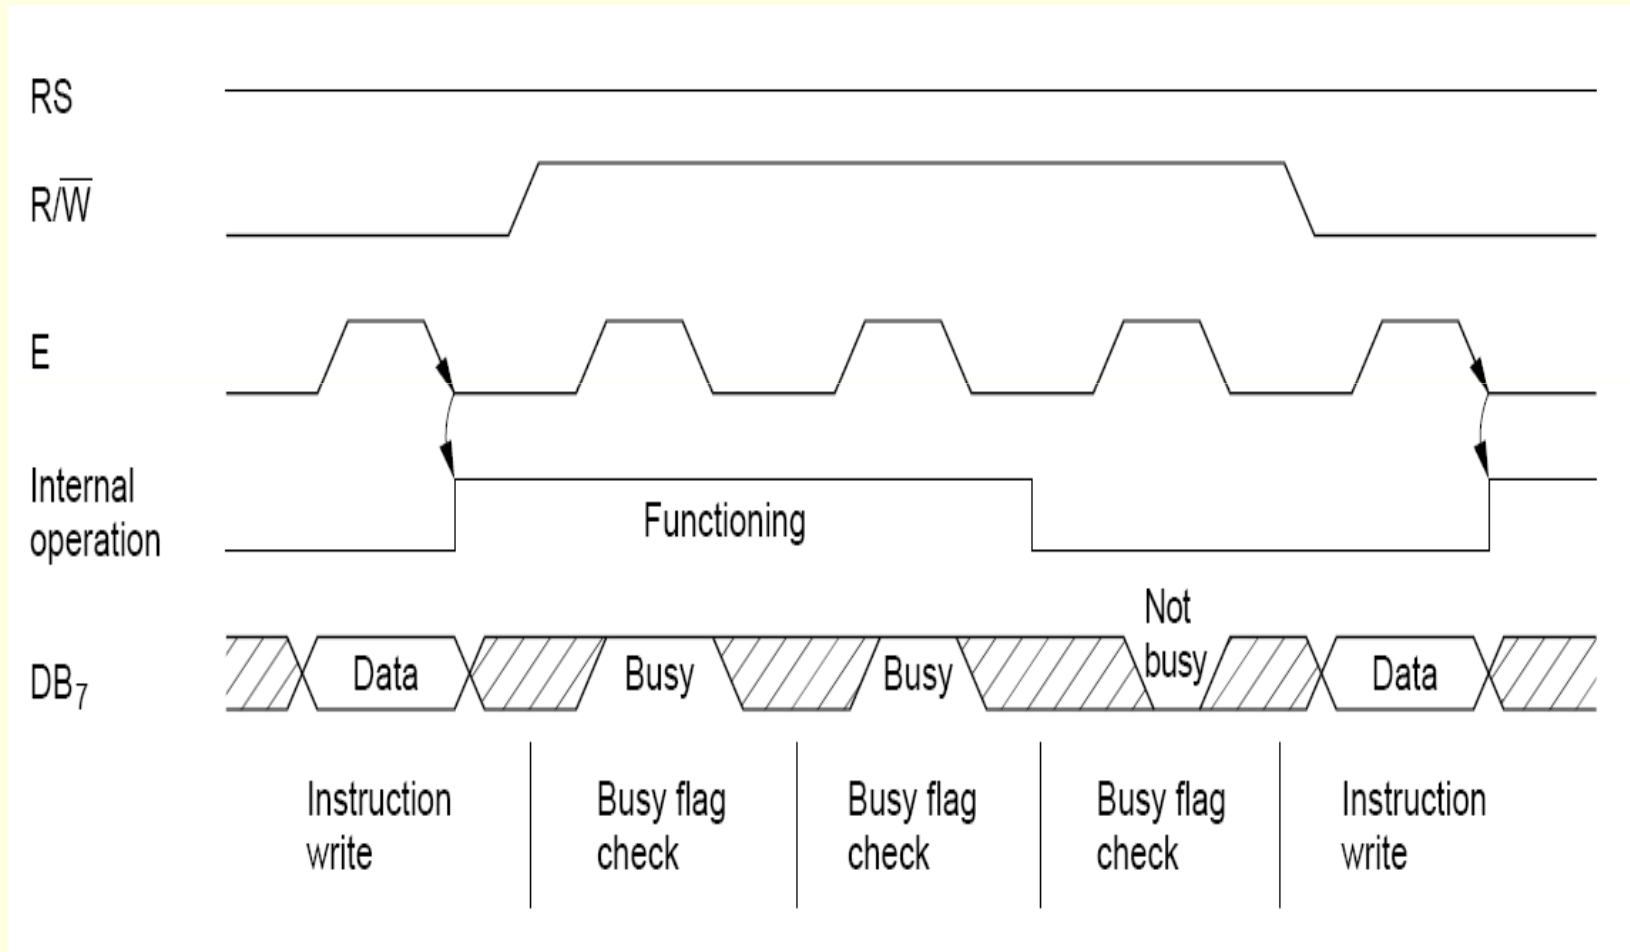 RS
R/W̅
E
Internal
operation
Functioning
Not
busy
DB₇
Data
Busy
Busy
Data
Instruction
write
Busy flag
check
Busy flag
check
Busy flag
check
Instruction
write